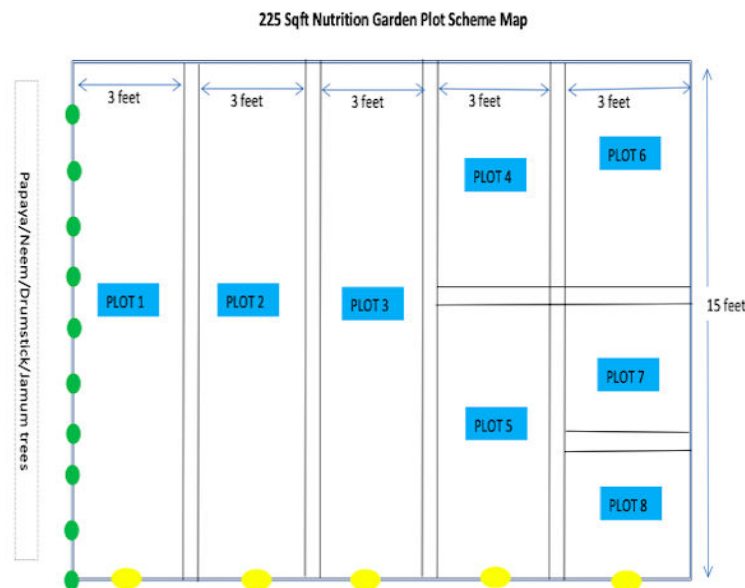 225 Sqft Nutrition Garden Plot Scheme Map
3 feet
3 feet
3 feet
3 feet
3 feet
Papaya/Neem/Drumstick/Jamum trees
PLOT 4
PLOT 6
PLOT 1
PLOT 2
PLOT 3
15 feet
PLOT 7
PLOT 5
PLOT 8